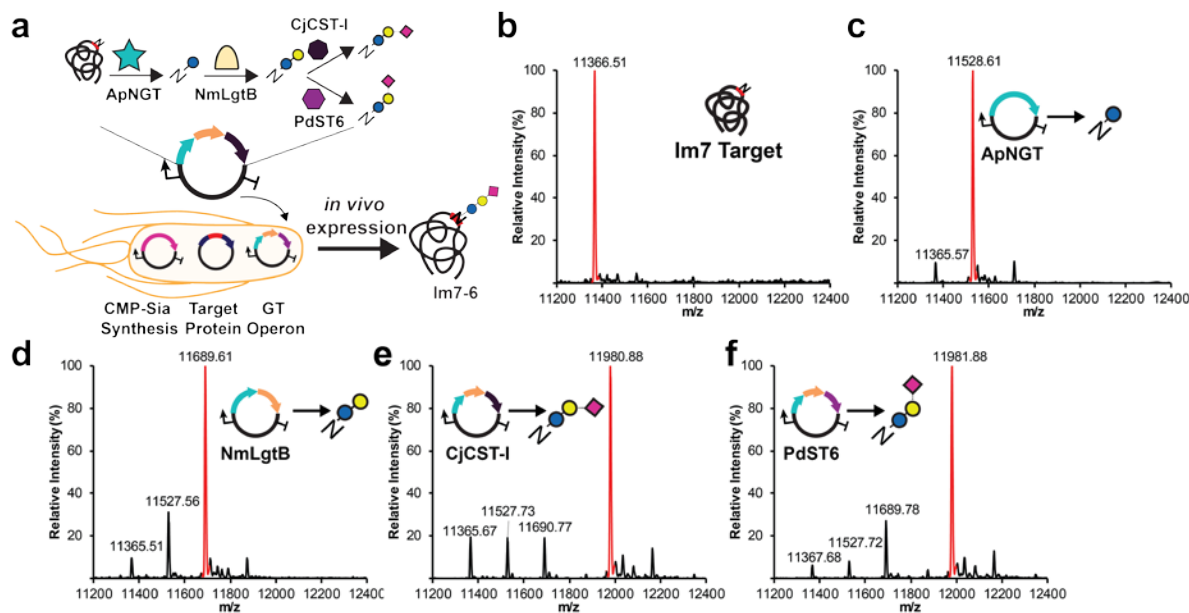 a
CjCST-I
ApNGT
NmLgtB
PdST6
N
N
N
N
in vivo
expression
N
Im7-6
CMP-Sia
Synthesis
Target
Protein
GT
Operon
b
Relative Intensity (%)
100
80
60
40
20
11366.51
N
Im7 Target
11200 11400 11600 11800 12000 12200 12400
m/z
c
Relative Intensity (%)
100
80
60
40
20
11528.61
11365.57
ApNGT
N
11200 11400 11600 11800 12000 12200 12400
m/z
d
Relative Intensity (%)
100
80
60
40
20
11689.61
11527.56
11365.51
NmLgtB
N
11200 11400 11600 11800 12000 12200 12400
m/z
e
Relative Intensity (%)
100
80
60
40
20
11980.88
CjCST-I
N
11527.73
11365.67
11690.77
11200 11400 11600 11800 12000 12200 12400
m/z
f
Relative Intensity (%)
100
80
60
40
20
11981.88
PdST6
N
11689.78
11527.72
11367.68
11200 11400 11600 11800 12000 12200 12400
m/z